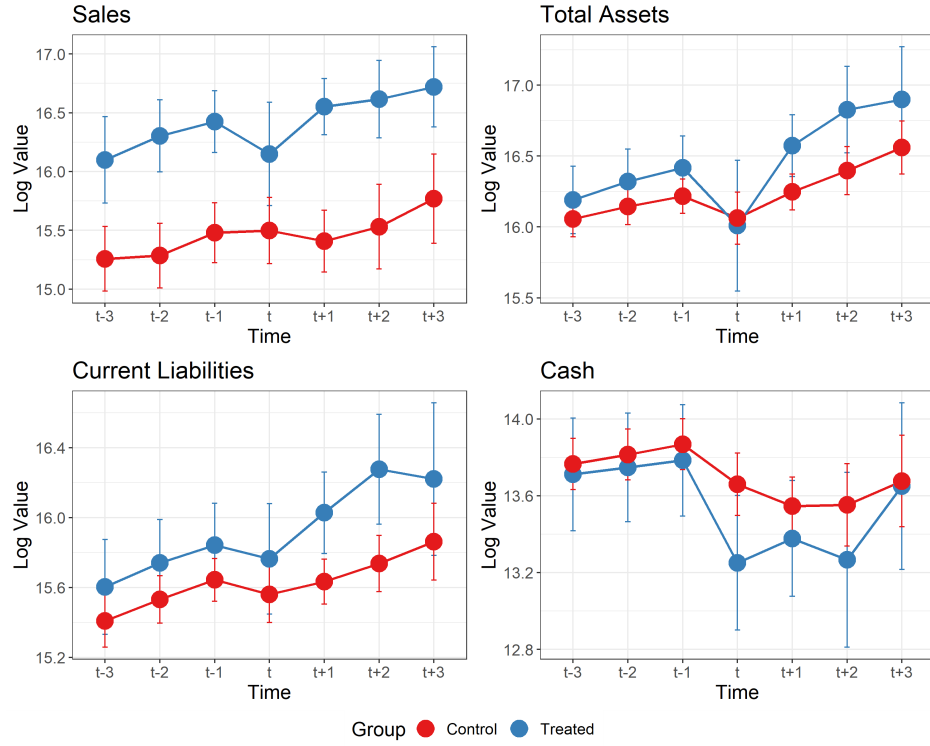 Sales
Log Value
17.0
16.5
16.0
15.5
15.0
t-3 t-2 t-1 t t+1 t+2 t+3
Time
Total Assets
Log Value
17.0
16.5
16.0
15.5
t-3 t-2 t-1 t t+1 t+2 t+3
Time
Current Liabilities
Log Value
16.4
16.0
15.6
15.2
t-3 t-2 t-1 t t+1 t+2 t+3
Time
Cash
Log Value
14.0
13.6
13.2
12.8
t-3 t-2 t-1 t t+1 t+2 t+3
Time
Group Control Treated